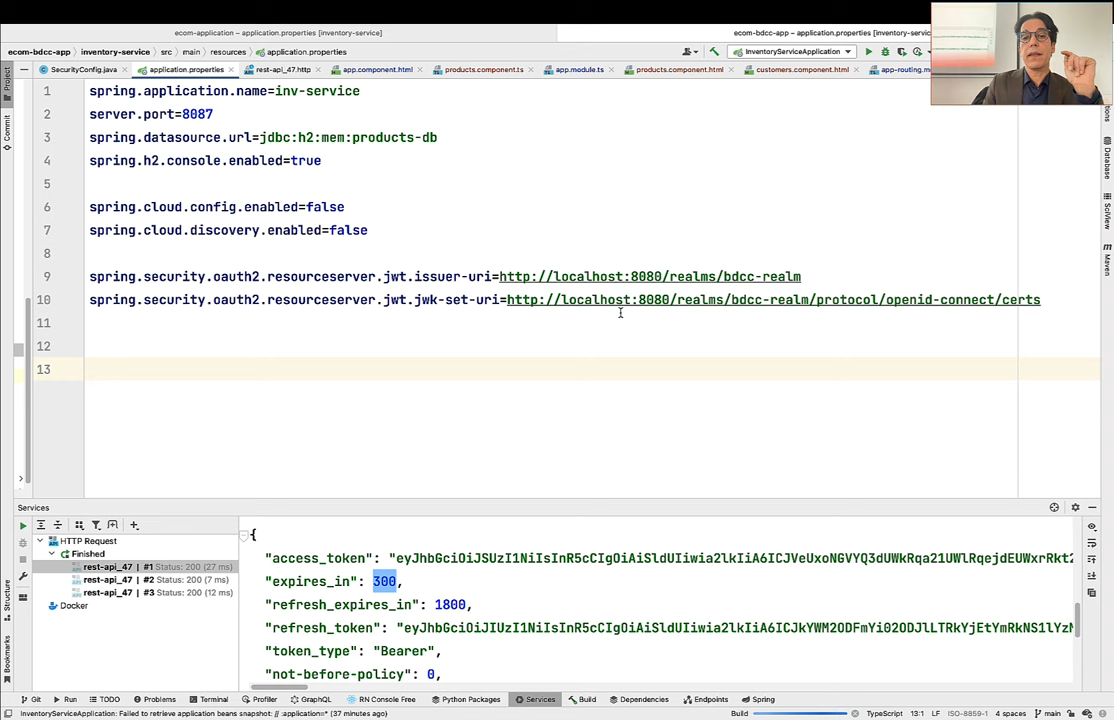 ecom-application – application.properties [inventory-service]
ecom-bdcc-app – application.properties [inventory-serv
ecom-bdcc-app
inventory-service
src
main
resources
application.properties
InventoryServiceApplication
Project
SecurityConfig.java
application.properties
rest-api_47.http
app.component.html
products.component.ts
app.module.ts
products.component.html
customers.component.html
app-routing.m
Commit
1 spring.application.name=inv-service
2 server.port=8087
3 spring.datasource.url=jdbc:h2:mem:products-db
4 spring.h2.console.enabled=true
5
6 spring.cloud.config.enabled=false
7 spring.cloud.discovery.enabled=false
8
9 spring.security.oauth2.resourceserver.jwt.issuer-uri=http://localhost:8080/realms/bdcc-realm
10 spring.security.oauth2.resourceserver.jwt.jwk-set-uri=http://localhost:8080/realms/bdcc-realm/protocol/openid-connect/certs
11
12
13
Database
SciView
Maven
Services
HTTP Request
Finished
rest-api_47 | #1 Status: 200 (27 ms)
rest-api_47 | #2 Status: 200 (7 ms)
rest-api_47 | #3 Status: 200 (12 ms)
Docker
{
"expires_in": 300,
"refresh_expires_in": 1800,
"token_type": "Bearer",
"not-before-policy": 0,
Structure
Bookmarks
Git
Run
TODO
Problems
Terminal
Profiler
GraphQL
RN Console Free
Python Packages
Services
Build
Dependencies
Endpoints
Spring
InventoryServiceApplication: Failed to retrieve application beans snapshot: // :application=* (37 minutes ago)
Build
TypeScript
13:1
LF
ISO-8859-1
4 spaces
main